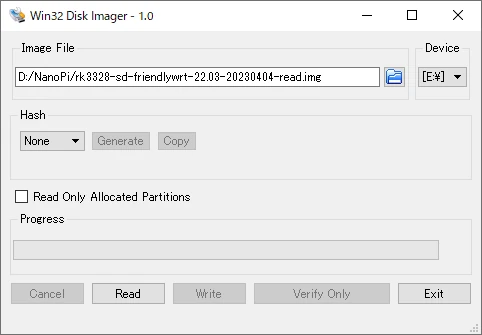 Win32 Disk Imager - 1.0
Image File
Device
D:/NanoPi/rk3328-sd-friendlywrt-22.03-20230404-read.img
[E:¥]
Hash
None
Generate
Copy
Read Only Allocated Partitions
Progress
Cancel
Read
Write
Verify Only
Exit